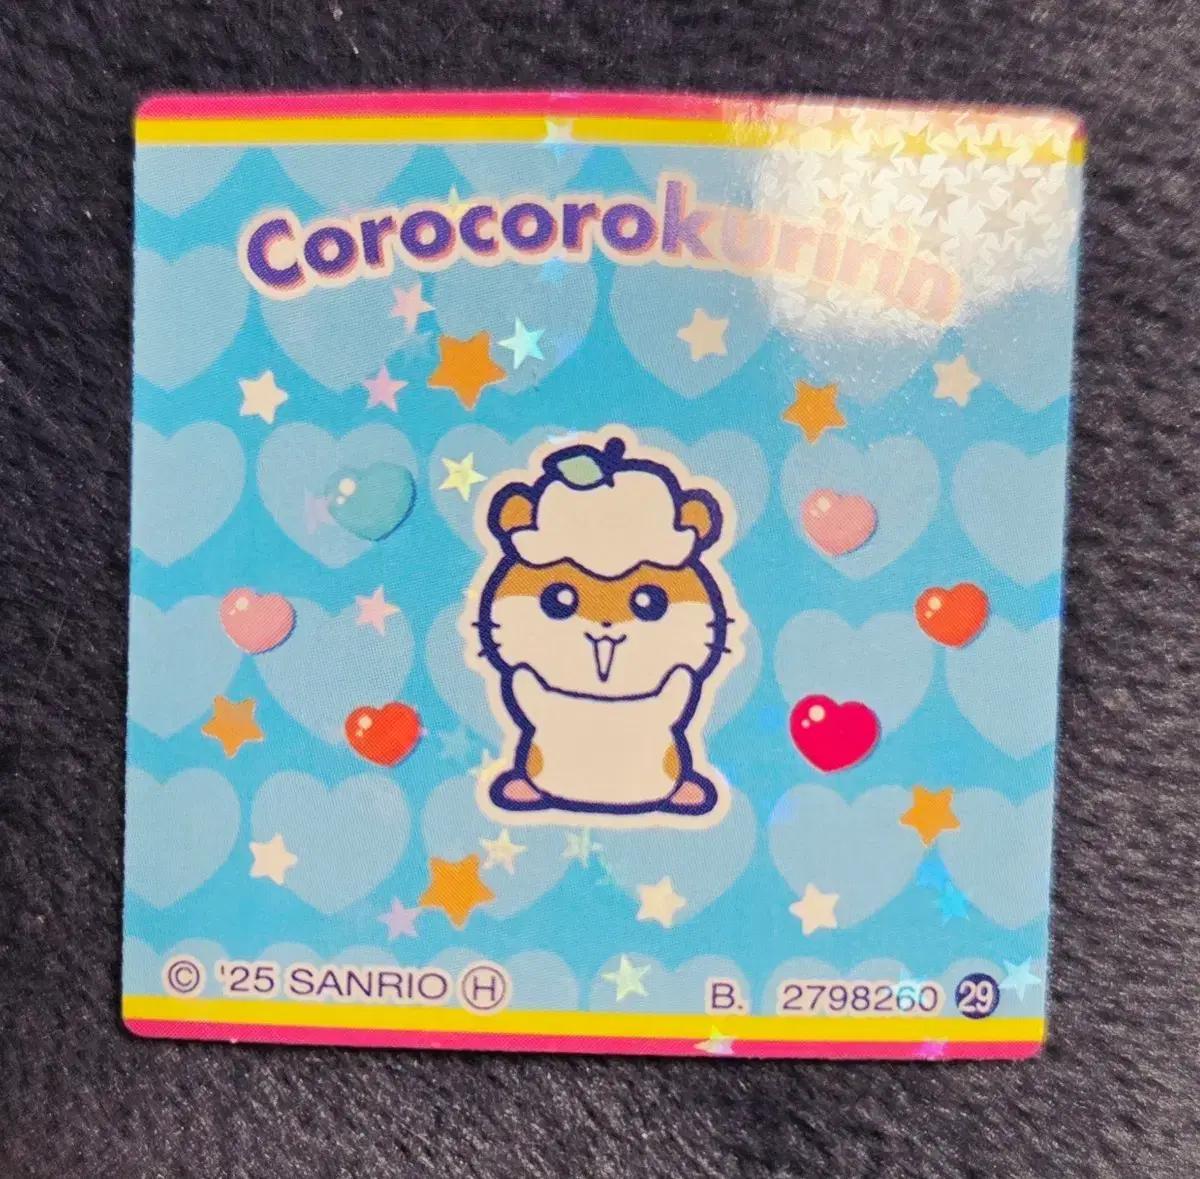 Corocorokuririn
© '25 SANRIO Ⓗ B. 2798260 29